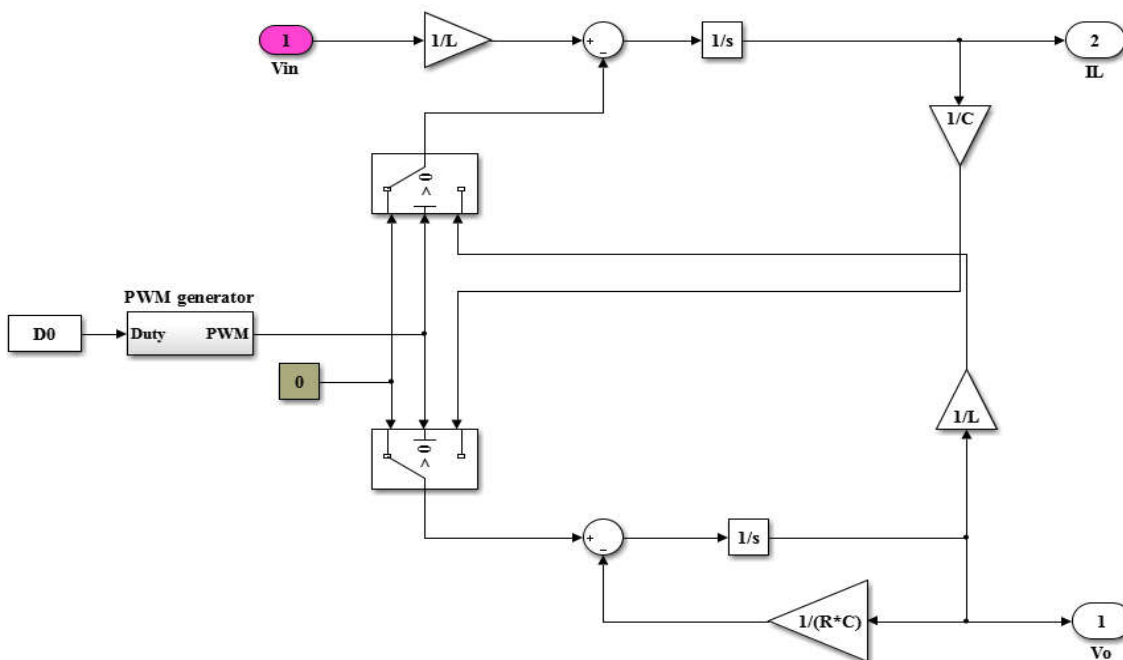 1
Vin
1/L
+
−
1/s
2
IL
1/C
> 0
PWM generator
D0
Duty
PWM
0
> 0
1/L
+
−
1/s
1/(R*C)
1
Vo